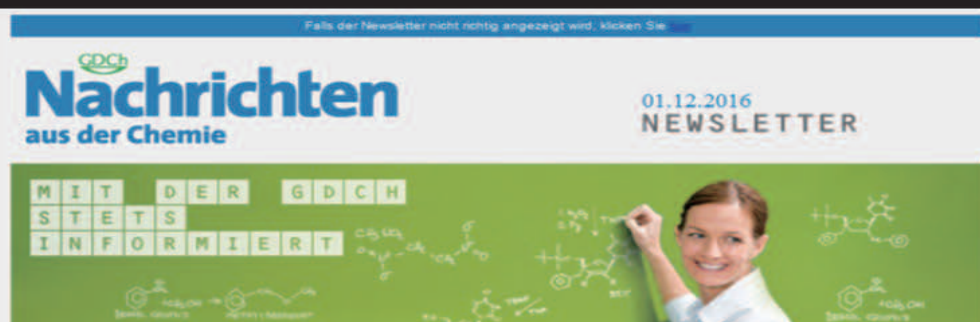 Falls der Newsletter nicht richtig angezeigt wird, klicken Sie hier
GDCh
Nachrichten
aus der Chemie
01.12.2016
NEWSLETTER
MIT DER GDCH
STETS
INFORMIERT